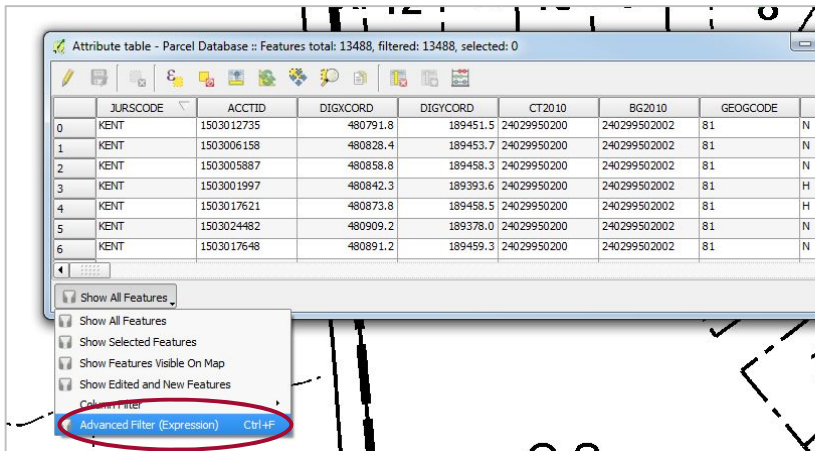 12
8
Attribute table - Parcel Database :: Features total: 13488, filtered: 13488, selected: 0
JURSCODE ACCTID DIGXCORD DIGYCORD CT2010 BG2010 GEOGCODE
0 KENT 1503012735 480791.8 189451.5 24029950200 240299502002 81 N
1 KENT 1503006158 480828.4 189453.7 24029950200 240299502002 81 N
2 KENT 1503005887 480858.8 189458.3 24029950200 240299502002 81 N
3 KENT 1503001997 480842.3 189393.6 24029950200 240299502002 81 H
4 KENT 1503017621 480873.8 189458.5 24029950200 240299502002 81 H
5 KENT 1503024482 480909.2 189378.0 24029950200 240299502002 81 N
6 KENT 1503017648 480891.2 189459.3 24029950200 240299502002 81 N
Show All Features
Show All Features
Show Selected Features
Show Features Visible On Map
Show Edited and New Features
Column Filter
Advanced Filter (Expression) Ctrl+F